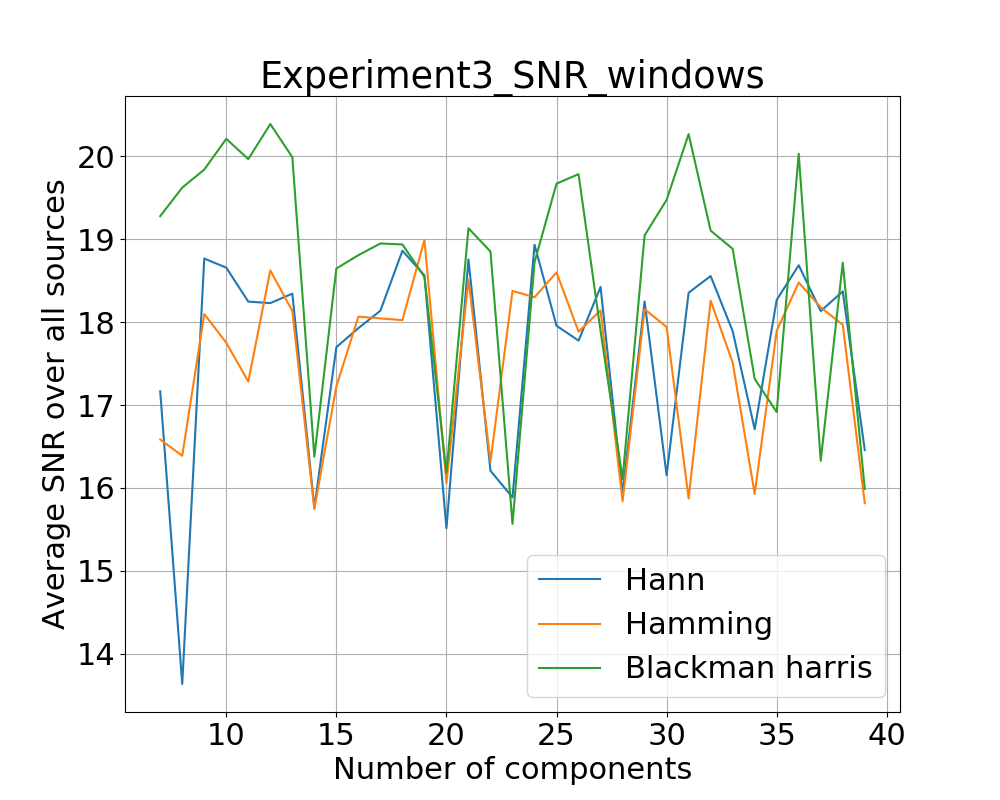 Experiment3_SNR_windows
Average SNR over all sources
20
19
18
17
16
15
14
Hann
Hamming
Blackman harris
10 15 20 25 30 35 40
Number of components